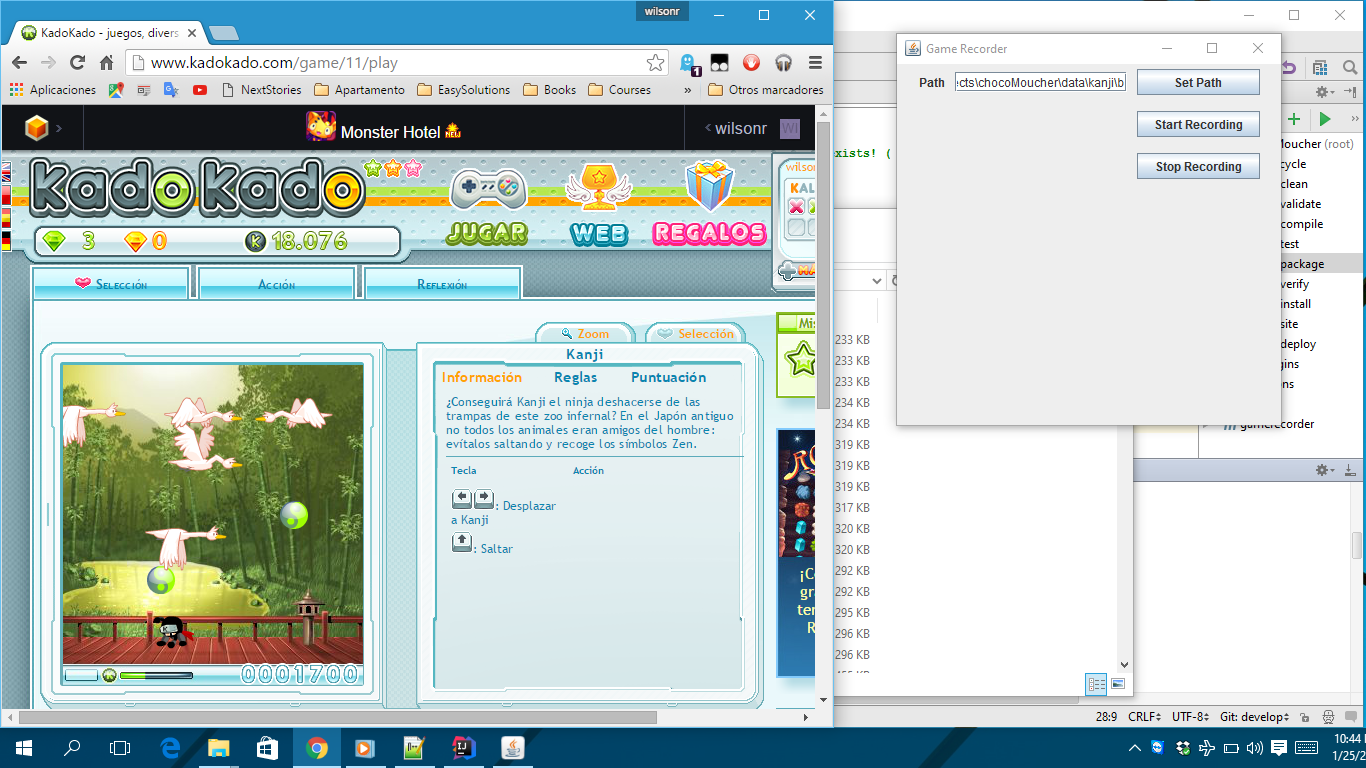 wilsonr
KadoKado - juegos, divers
www.kadokado.com/game/11/play
1
Aplicaciones
NextStories
Apartamento
EasySolutions
Books
Courses
»
Otros marcadores
Monster Hotel NEW
wilsonr
WI
KadoKado
JUGAR
WEB
REGALOS
3
0
K
18.076
Selección
Acción
Reflexión
Zoom
Selección
Kanji
Información
Reglas
Puntuación
¿Conseguirá Kanji el ninja deshacerse de las
trampas de este zoo infernal? En el Japón antiguo
no todos los animales eran amigos del hombre:
evítalos saltando y recoge los símbolos Zen.
Tecla
Acción
: Desplazar
a Kanji
: Saltar
0001700
Game Recorder
Path
cts\chocoMoucher\data\kanji\b
Set Path
Start Recording
Stop Recording
xists! (
Moucher (root)
cycle
clean
validate
compile
test
package
verify
install
site
deploy
gamerecorder
233 KB
233 KB
233 KB
234 KB
234 KB
319 KB
319 KB
319 KB
317 KB
320 KB
320 KB
292 KB
292 KB
295 KB
296 KB
296 KB
28:9
CRLF
UTF-8
Git: develop
10:44
1/25/2